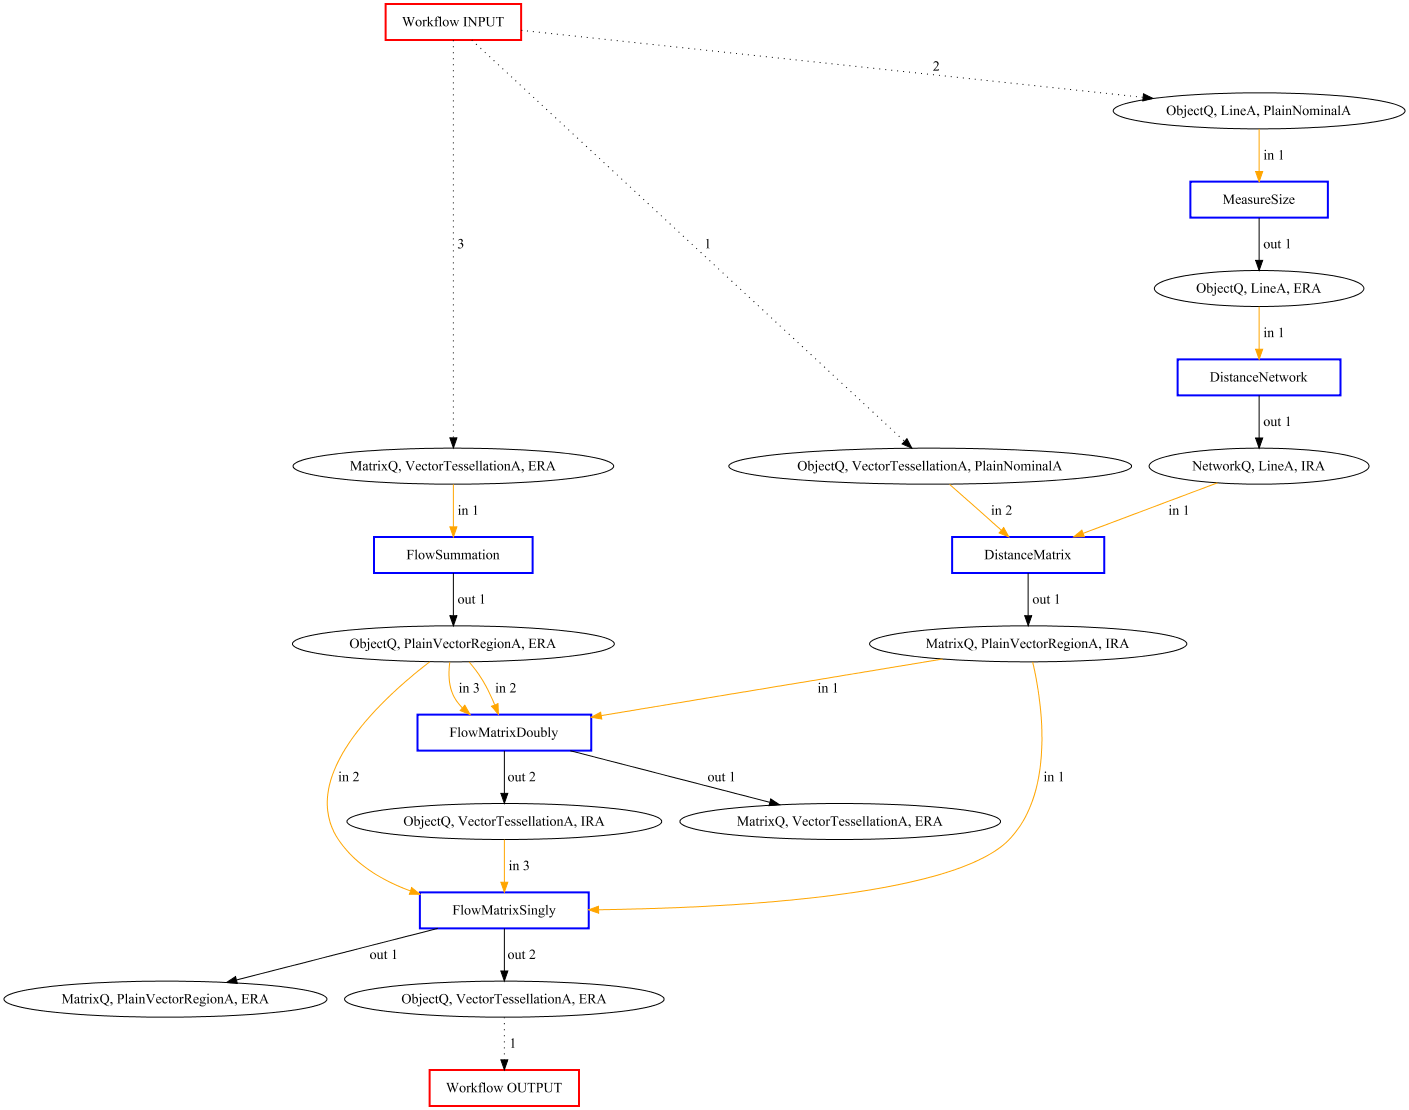 Workflow INPUT
2
ObjectQ, LineA, PlainNominalA
in 1
MeasureSize
3
1
out 1
ObjectQ, LineA, ERA
in 1
DistanceNetwork
out 1
MatrixQ, VectorTessellationA, ERA
ObjectQ, VectorTessellationA, PlainNominalA
NetworkQ, LineA, IRA
in 1
in 2
in 1
FlowSummation
DistanceMatrix
out 1
out 1
ObjectQ, PlainVectorRegionA, ERA
MatrixQ, PlainVectorRegionA, IRA
in 3
in 2
in 1
FlowMatrixDoubly
in 2
out 2
out 1
in 1
ObjectQ, VectorTessellationA, IRA
MatrixQ, VectorTessellationA, ERA
in 3
FlowMatrixSingly
out 1
out 2
MatrixQ, PlainVectorRegionA, ERA
ObjectQ, VectorTessellationA, ERA
1
Workflow OUTPUT